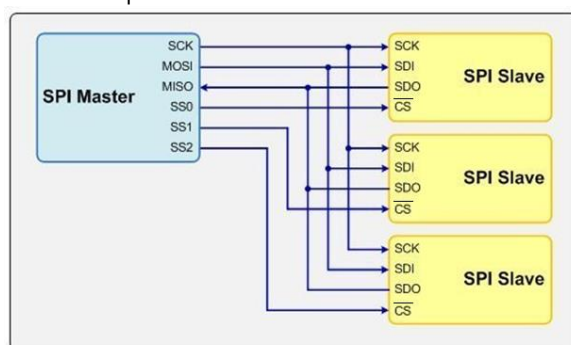 SPI Master
SCK
MOSI
MISO
SS0
SS1
SS2
SCK
SDI
SDO
CS
SPI Slave
SCK
SDI
SDO
CS
SPI Slave
SCK
SDI
SDO
CS
SPI Slave